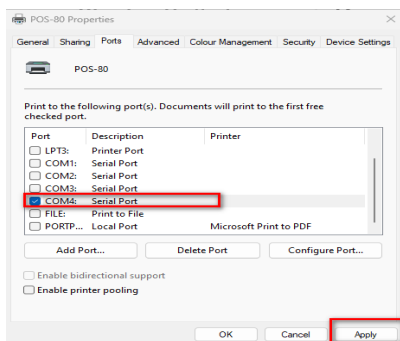 POS-80 Properties
General Sharing Ports Advanced Colour Management Security Device Settings
POS-80
Print to the following port(s). Documents will print to the first free
checked port.
Port Description Printer
LPT3: Printer Port
COM1: Serial Port
COM2: Serial Port
COM3: Serial Port
COM4: Serial Port
FILE: Print to File
PORTP... Local Port Microsoft Print to PDF
Add Port... Delete Port Configure Port...
Enable bidirectional support
Enable printer pooling
OK Cancel Apply